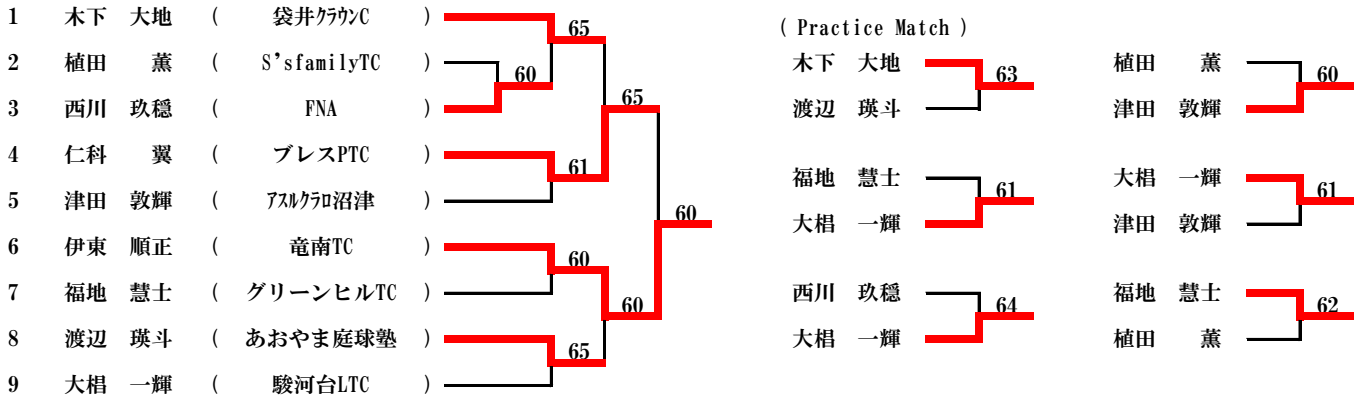 1 木下 大地 ( 袋井クラウンC )
2 植田 薫 ( S'sfamilyTC )
3 西川 玖穏 ( FNA )
4 仁科 翼 ( ブレスPTC )
5 津田 敦輝 ( アスルクラロ沼津 )
6 伊東 順正 ( 竜南TC )
7 福地 慧士 ( グリーンヒルTC )
8 渡辺 瑛斗 ( あおやま庭球塾 )
9 大椙 一輝 ( 駿河台LTC )
65
60
65
61
60
60
60
65
( Practice Match )
木下 大地
63
渡辺 瑛斗
植田 薫
60
津田 敦輝
福地 慧士
61
大椙 一輝
大椙 一輝
61
津田 敦輝
西川 玖穏
64
大椙 一輝
福地 慧士
62
植田 薫